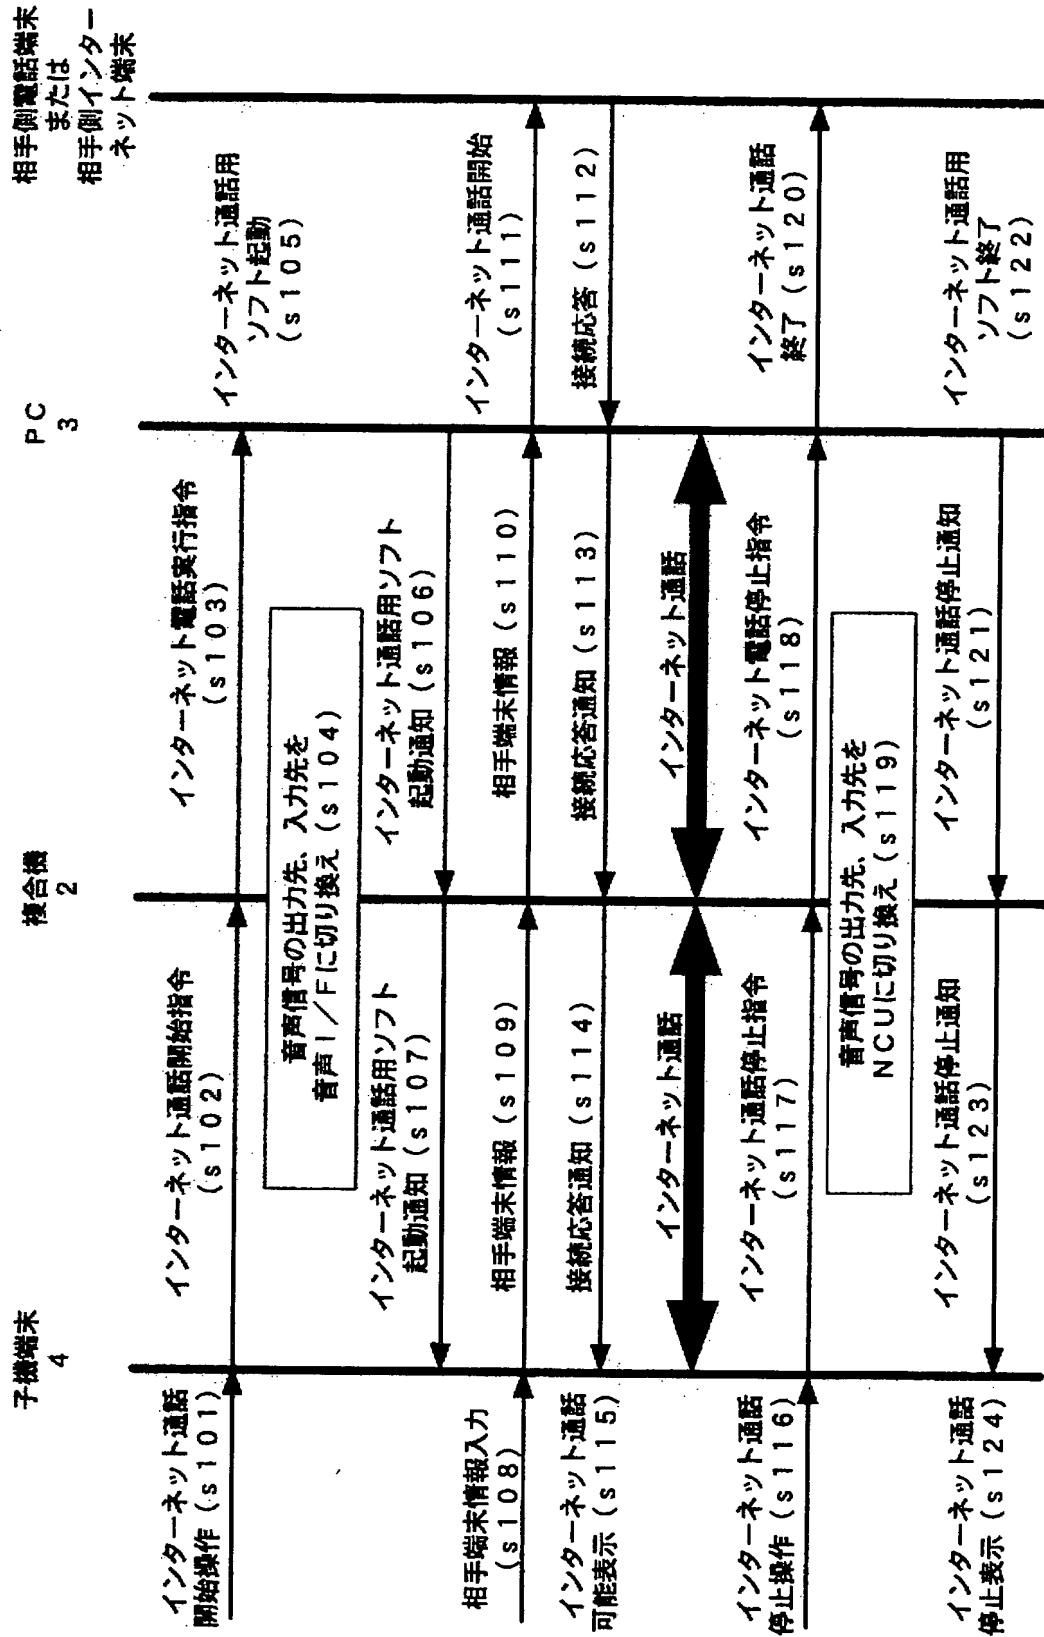 子機端末
4
複合機
2
PC
3
相手側電話端末
または
相手側インター
ネット端末
インターネット通話
開始操作(s101)
インターネット通話開始指令
(s102)
インターネット電話実行指令
(s103)
インターネット通話用
ソフト起動
(s105)
音声信号の出力先、入力先を
音声I/Fに切り換え(s104)
インターネット通話用ソフト
起動通知(s107)
インターネット通話用ソフト
起動通知(s106)
相手端末情報入力
(s108)
相手端末情報(s109)
相手端末情報(s110)
インターネット通話開始
(s111)
インターネット通話
可能表示(s115)
接続応答通知(s114)
接続応答通知(s113)
接続応答(s112)
インターネット通話
インターネット通話
インターネット通話
停止操作(s116)
インターネット通話停止指令
(s117)
インターネット電話停止指令
(s118)
インターネット通話
終了(s120)
音声信号の出力先、入力先を
NCUに切り換え(s119)
インターネット通話
停止表示(s124)
インターネット通話停止通知
(s123)
インターネット通話停止通知
(s121)
インターネット通話用
ソフト終了
(s122)